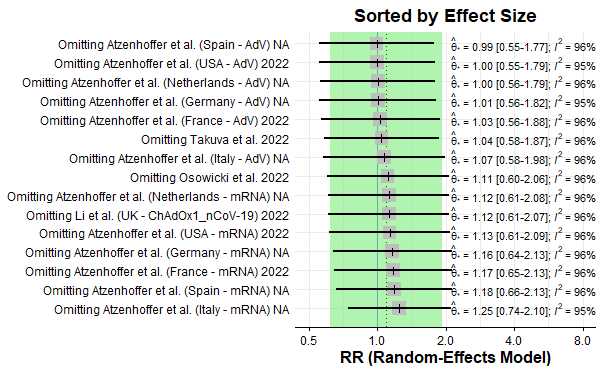 Sorted by Effect Size
Omitting Atzenhoffer et al. (Spain - AdV) NA θ̂* = 0.99 [0.55-1.77]; I² = 96%
Omitting Atzenhoffer et al. (USA - AdV) 2022 θ̂* = 1.00 [0.55-1.79]; I² = 95%
Omitting Atzenhoffer et al. (Netherlands - AdV) NA θ̂* = 1.00 [0.56-1.79]; I² = 96%
Omitting Atzenhoffer et al. (Germany - AdV) NA θ̂* = 1.01 [0.56-1.82]; I² = 95%
Omitting Atzenhoffer et al. (France - AdV) 2022 θ̂* = 1.03 [0.56-1.88]; I² = 96%
Omitting Takuva et al. 2022 θ̂* = 1.04 [0.58-1.87]; I² = 96%
Omitting Atzenhoffer et al. (Italy - AdV) NA θ̂* = 1.07 [0.58-1.98]; I² = 96%
Omitting Osowicki et al. 2022 θ̂* = 1.11 [0.60-2.06]; I² = 96%
Omitting Atzenhoffer et al. (Netherlands - mRNA) NA θ̂* = 1.12 [0.61-2.08]; I² = 96%
Omitting Li et al. (UK - ChAdOx1_nCoV-19) 2022 θ̂* = 1.12 [0.61-2.07]; I² = 96%
Omitting Atzenhoffer et al. (USA - mRNA) 2022 θ̂* = 1.13 [0.61-2.09]; I² = 96%
Omitting Atzenhoffer et al. (Germany - mRNA) NA θ̂* = 1.16 [0.64-2.13]; I² = 96%
Omitting Atzenhoffer et al. (France - mRNA) 2022 θ̂* = 1.17 [0.65-2.13]; I² = 96%
Omitting Atzenhoffer et al. (Spain - mRNA) NA θ̂* = 1.18 [0.66-2.13]; I² = 96%
Omitting Atzenhoffer et al. (Italy - mRNA) NA θ̂* = 1.25 [0.74-2.10]; I² = 95%
0.5 1.0 2.0 4.0 8.0
RR (Random-Effects Model)